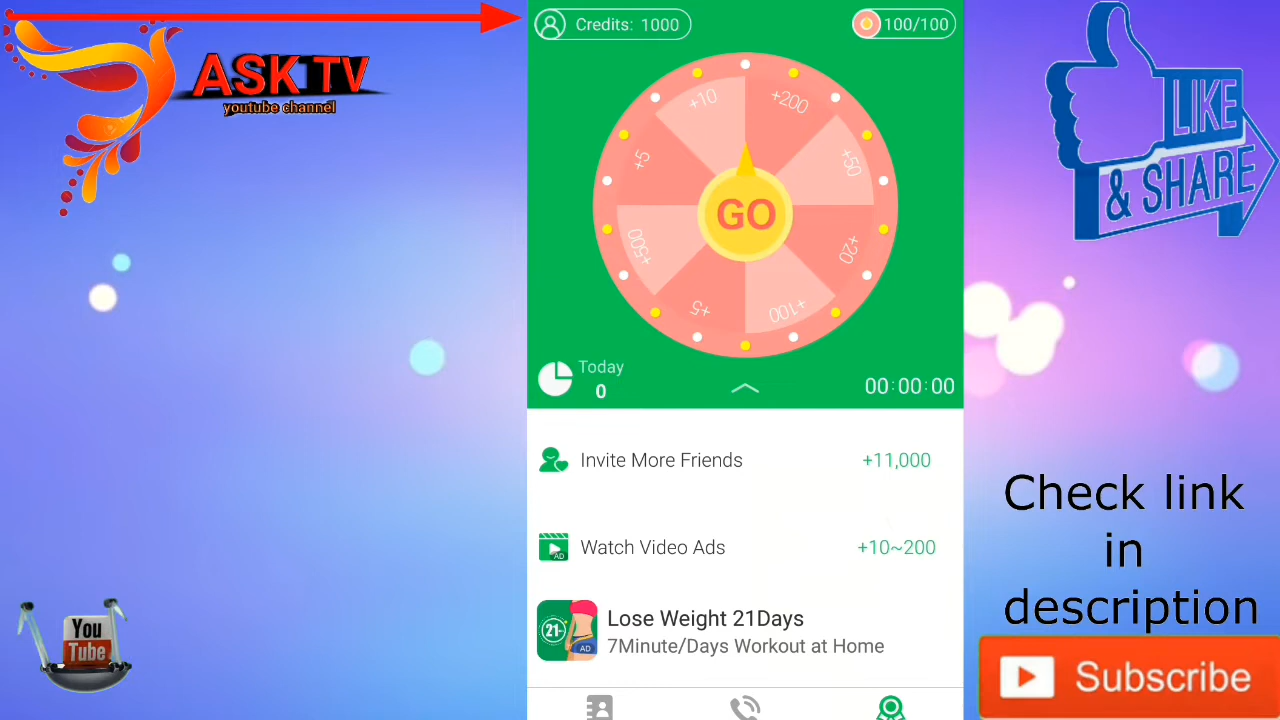 ASK TV
youtube channel
Credits: 1000
100/100
+10
+200
+5
+50
+500
+20
+5
+100
GO
Today
0
00:00:00
Invite More Friends
+11,000
Watch Video Ads
+10~200
AD
21
AD
Lose Weight 21Days
7Minute/Days Workout at Home
LIKE
& SHARE
Check link
in
description
Subscribe
You
Tube